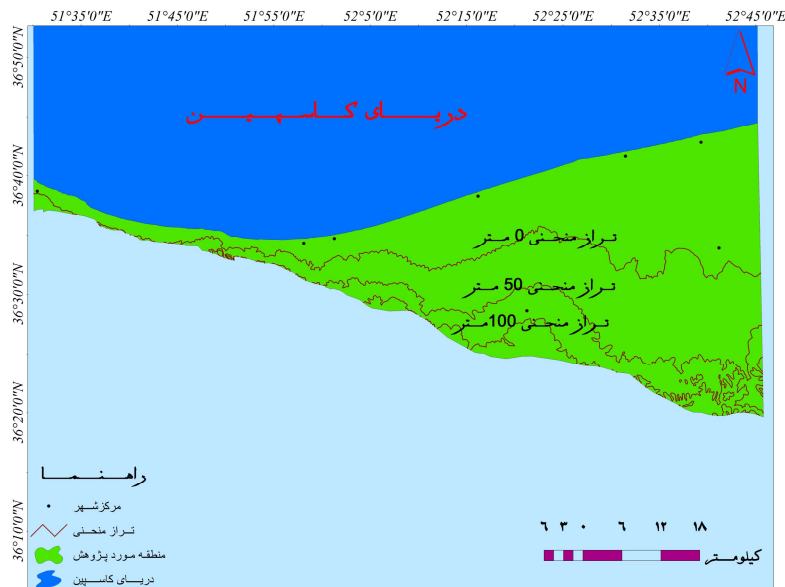 51°35'0"E 51°45'0"E 51°55'0"E 52°5'0"E 52°15'0"E 52°25'0"E 52°35'0"E 52°45'0"E
36°50'0"N
N
دریای کاسپین
36°40'0"N
تراز منحنی 0 متر
36°30'0"N
تراز منحنی 50 متر
تراز منحنی 100متر
36°20'0"N
راهنما
مرکزشهر
تراز منحنی
منطقه مورد پژوهش
دریای کاسپین
36°10'0"N
۶ ۳ ۰ ۶ ۱۲ ۱۸
کیلومتر